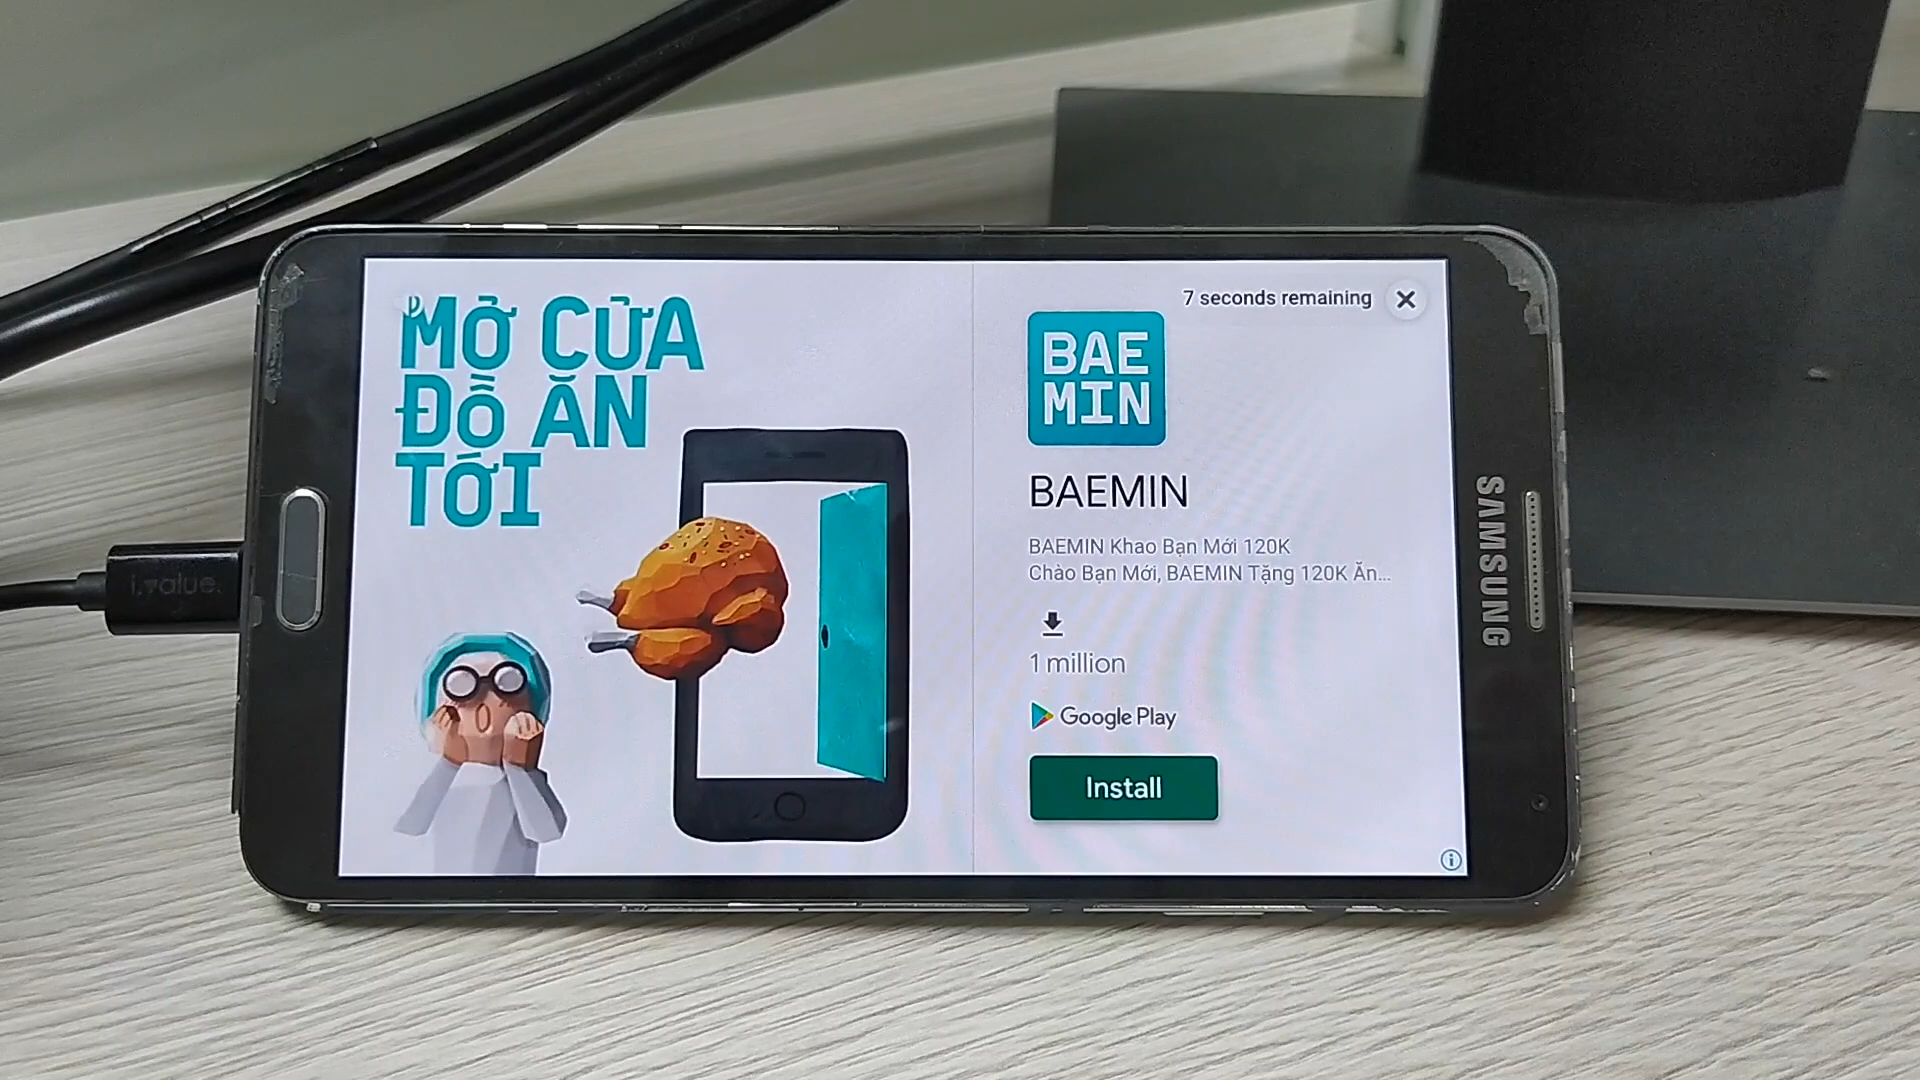 MỞ CỬA
ĐỒ ĂN
TỚI
7 seconds remaining
BAE
MIN
BAEMIN
BAEMIN Khao Bạn Mới 120K
Chào Bạn Mới, BAEMIN Tặng 120K Ăn...
1 million
Google Play
Install
SAMSUNG
i.value.